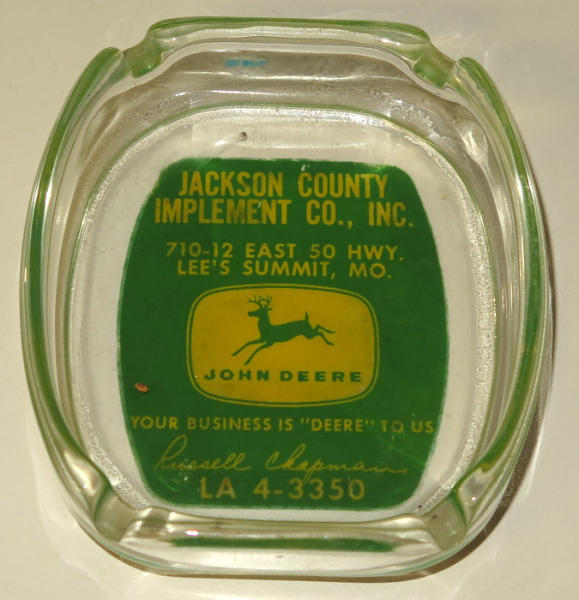 JACKSON COUNTY
IMPLEMENT CO., INC.
710-12 EAST 50 HWY.
LEE'S SUMMIT, MO.
JOHN DEERE
YOUR BUSINESS IS "DEERE" TO US
Russell Chapman
LA 4-3350